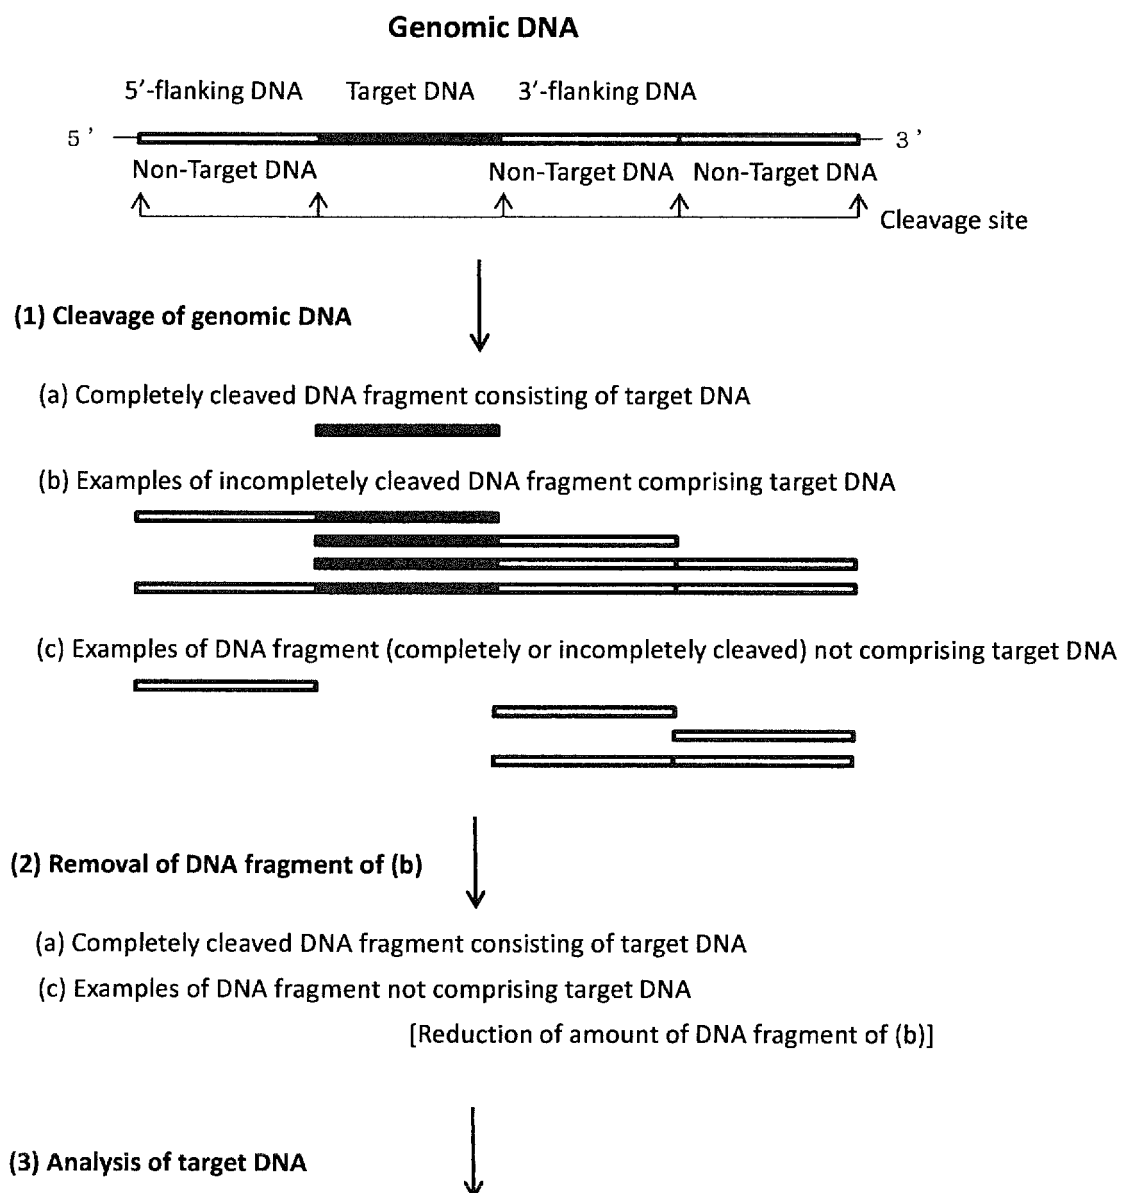 Genomic DNA
5′-flanking DNA Target DNA 3′-flanking DNA
5' 3'
Non-Target DNA Non-Target DNA Non-Target DNA
Cleavage site
(1) Cleavage of genomic DNA
(a) Completely cleaved DNA fragment consisting of target DNA
(b) Examples of incompletely cleaved DNA fragment comprising target DNA
(c) Examples of DNA fragment (completely or incompletely cleaved) not comprising target DNA
(2) Removal of DNA fragment of (b)
(a) Completely cleaved DNA fragment consisting of target DNA
(c) Examples of DNA fragment not comprising target DNA
[Reduction of amount of DNA fragment of (b)]
(3) Analysis of target DNA